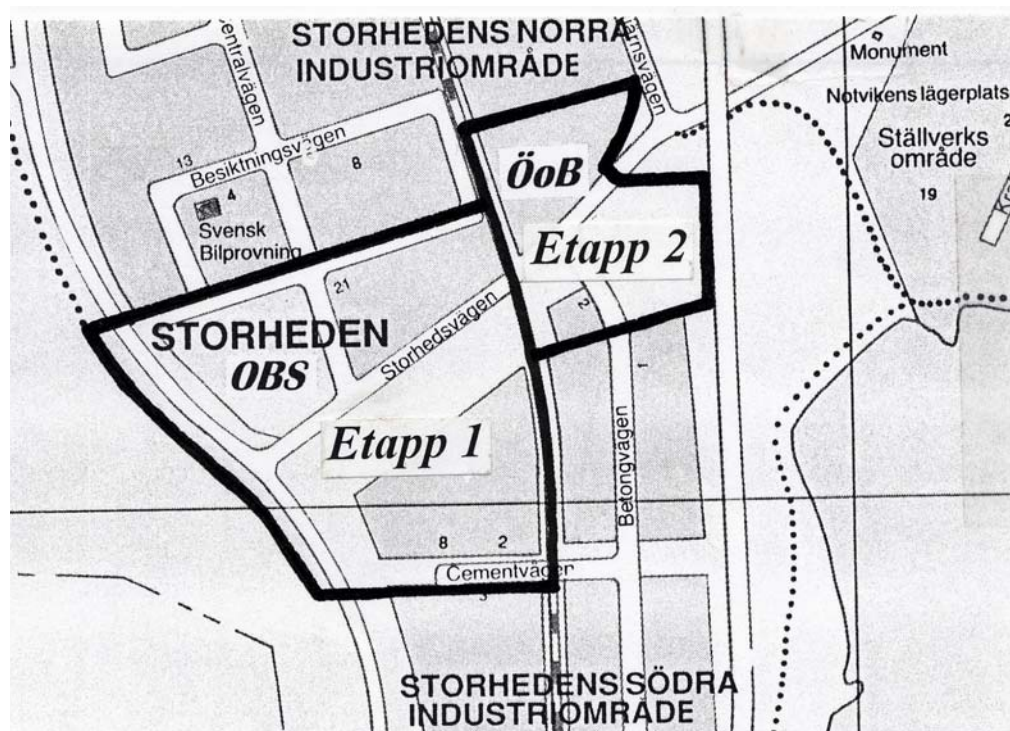 STORHEDENS NORRA
INDUSTRIOMRÅDE
Monument
Notvikens lägerplats
Ställverks
område
19
13
Besiktningsvägen
8
4
Svensk
Bilprovning
ÖoB
Etapp 2
2
21
STORHEDEN
OBS
Storhedsvägen
1
Etapp 1
Betongvägen
8 2
Cementvägen
3
STORHEDENS SÖDRA
INDUSTRIOMRÅDE